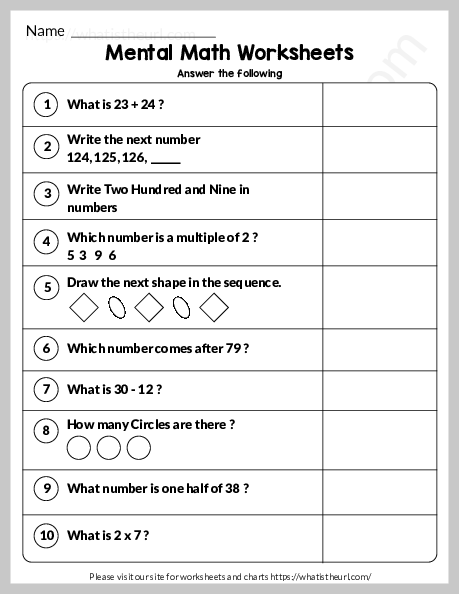 Name ____________________
Mental Math Worksheets
Answer the following
1 What is 23 + 24 ?
2 Write the next number
124,125,126, _____
3 Write Two Hundred and Nine in
numbers
4 Which number is a multiple of 2 ?
5 3 9 6
5 Draw the next shape in the sequence.
6 Which number comes after 79 ?
7 What is 30 - 12 ?
8 How many Circles are there ?
9 What number is one half of 38 ?
10 What is 2 x 7 ?
Please visit our site for worksheets and charts https://whatistheurl.com/